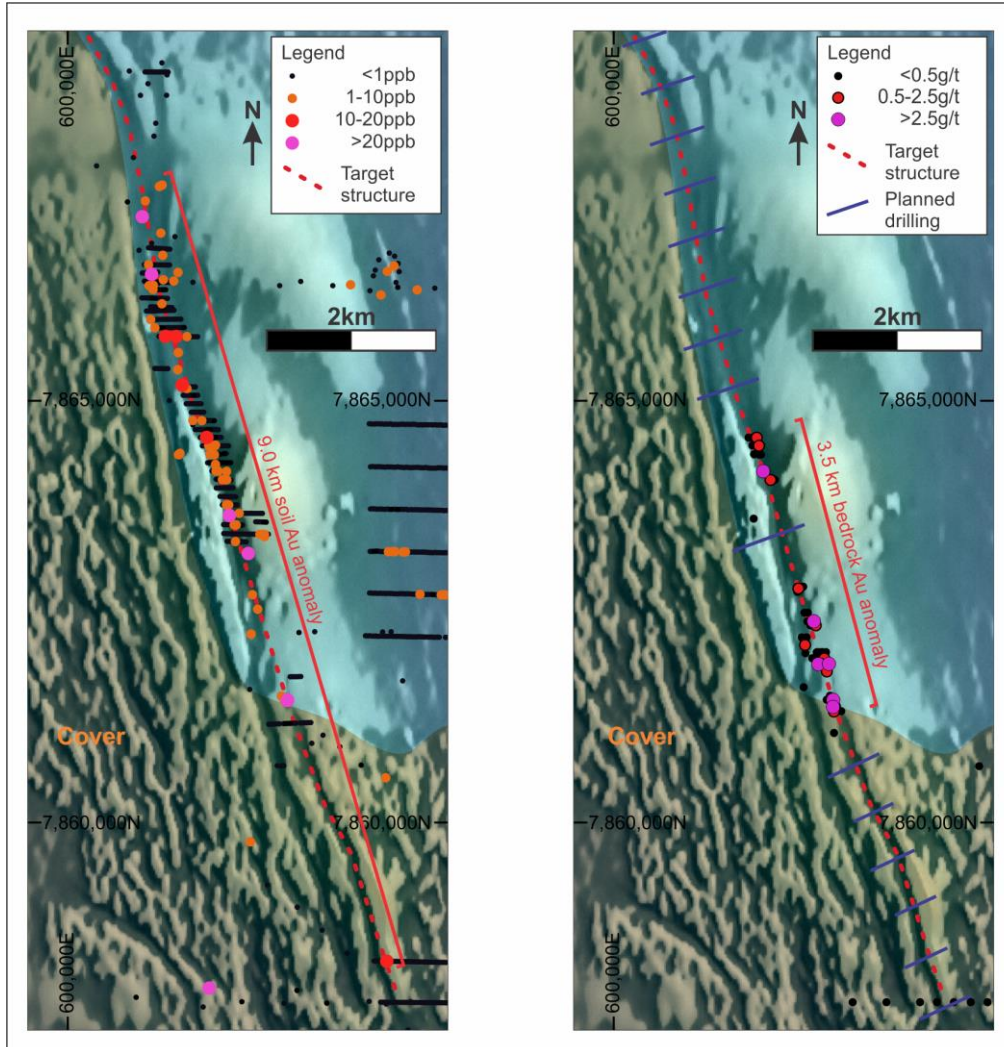 Legend
<1ppb
1-10ppb
10-20ppb
>20ppb
Target
structure
600,000E
N
2km
7,865,000N
7,865,000N
9.0 km soil Au anomaly
Cover
7,860,000N
7,860,000N
600,000E
Legend
<0.5g/t
0.5-2.5g/t
>2.5g/t
Target
structure
Planned
drilling
600,000E
N
2km
7,865,000N
7,865,000N
3.5 km bedrock Au anomaly
Cover
7,860,000N
7,860,000N
600,000E